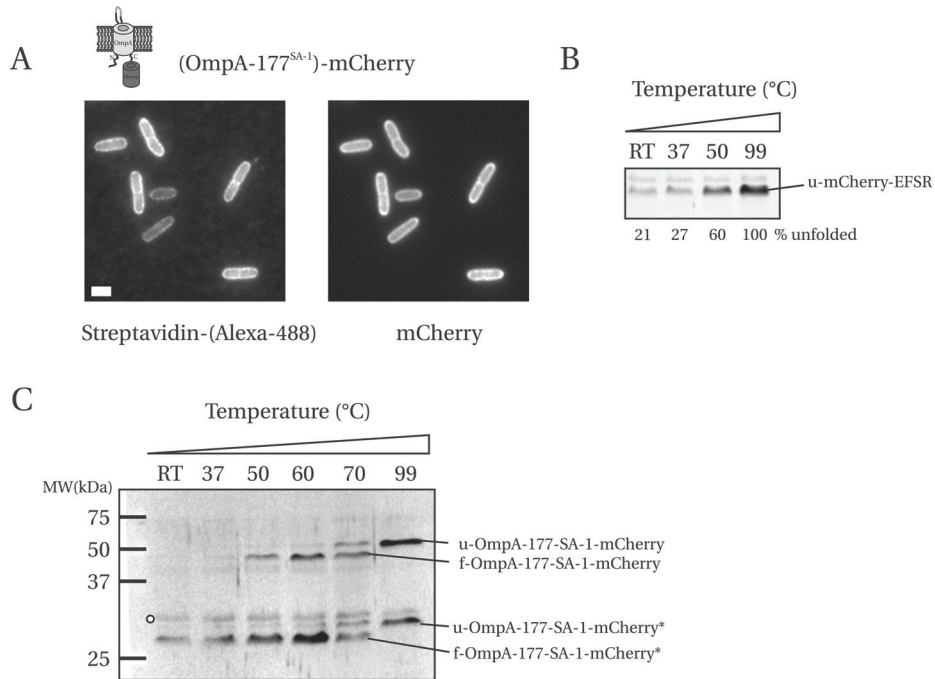 A
OmpA
N C
(OmpA-177^SA-1)-mCherry
Streptavidin-(Alexa-488)
mCherry
B
Temperature (°C)
RT 37 50 99
u-mCherry-EFSR
21 27 60 100 % unfolded
C
Temperature (°C)
RT 37 50 60 70 99
MW(kDa)
75
50
37
25
u-OmpA-177-SA-1-mCherry
f-OmpA-177-SA-1-mCherry
u-OmpA-177-SA-1-mCherry*
f-OmpA-177-SA-1-mCherry*